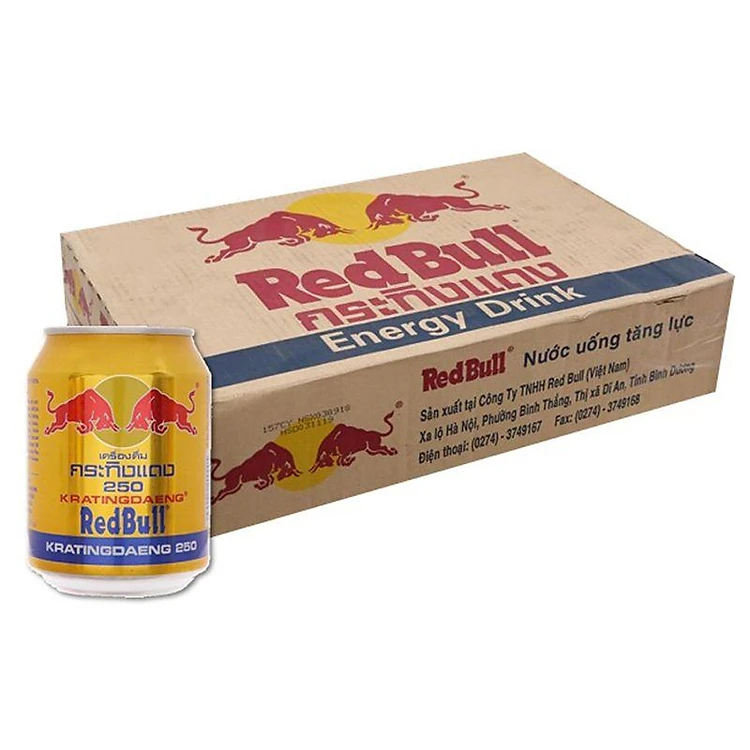 Red Bull®
กระทิงแดง
Energy Drink
157CY NSX030918
HSD031119
Red Bull® Nước uống tăng lực
Sản xuất tại Công Ty TNHH Red Bull (Việt Nam)
Xa lộ Hà Nội, Phường Bình Thắng, Thị xã Dĩ An, Tỉnh Bình Dương
Điện thoại: (0274) - 3749167 Fax: (0274) - 3749168
เครื่องดื่ม
กระทิงแดง
250
KRATINGDAENG®
RedBull®
KRATINGDAENG 250